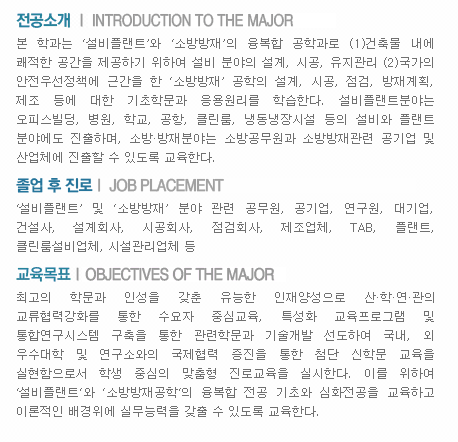 전공소개 | INTRODUCTION TO THE MAJOR
본 학과는 '설비플랜트'와 '소방방재'의 융복합 공학과로 (1)건축물 내에
쾌적한 공간을 제공하기 위하여 설비 분야의 설계, 시공, 유지관리 (2)국가의
안전우선정책에 근간을 한 '소방방재' 공학의 설계, 시공, 점검, 방재계획,
제조 등에 대한 기초학문과 응용원리를 학습한다. 설비플랜트분야는
오피스빌딩, 병원, 학교, 공항, 클린룸, 냉동냉장시설 등의 설비와 플랜트
분야에도 진출하며, 소방·방재분야는 소방공무원과 소방방재관련 공기업 및
산업체에 진출할 수 있도록 교육한다.
졸업 후 진로 | JOB PLACEMENT
'설비플랜트' 및 '소방방재' 분야 관련 공무원, 공기업, 연구원, 대기업,
건설사, 설계회사, 시공회사, 점검회사, 제조업체, TAB, 플랜트,
클린룸설비업체, 시설관리업체 등
교육목표 | OBJECTIVES OF THE MAJOR
최고의 학문과 인성을 갖춘 유능한 인재양성으로 산·학·연·관의
교류협력강화를 통한 수요자 중심교육, 특성화 교육프로그램 및
통합연구시스템 구축을 통한 관련학문과 기술개발 선도하여 국내, 외
우수대학 및 연구소와의 국제협력 증진을 통한 첨단 신학문 교육을
실현함으로서 학생 중심의 맞춤형 진로교육을 실시한다. 이를 위하여
'설비플랜트'와 '소방방재공학'의 융복합 전공 기초와 심화전공을 교육하고
이론적인 배경위에 실무능력을 갖출 수 있도록 교육한다.